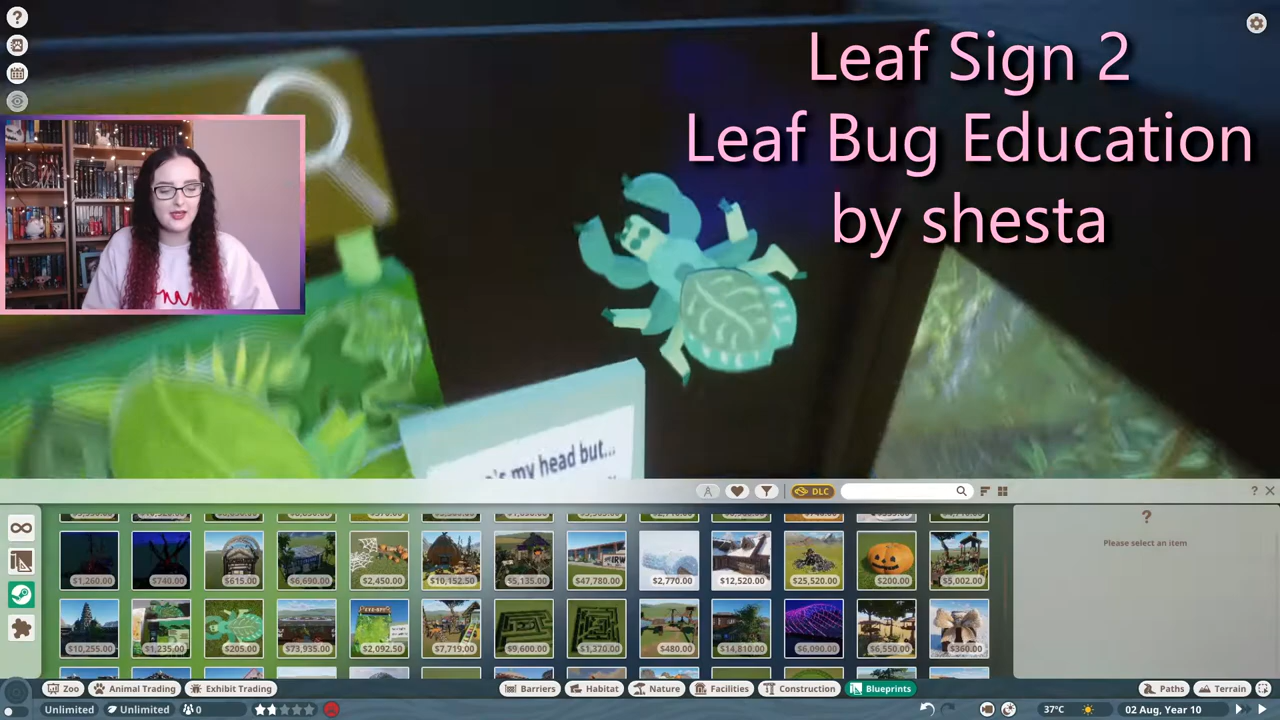 Leaf Sign 2
Leaf Bug Education
by shesta
's my head but...
DLC
Please select an item
$1,260.00
$740.00
$615.00
$6,690.00
$2,450.00
$10,152.50
$5,135.00
$47,780.00
$2,770.00
$12,520.00
$25,520.00
$200.00
$5,002.00
$10,255.00
$1,235.00
$205.00
$73,935.00
$2,092.50
$7,719.00
$9,600.00
$1,370.00
$480.00
$14,810.00
$6,090.00
$6,550.00
$360.00
Zoo
Animal Trading
Exhibit Trading
Barriers
Habitat
Nature
Facilities
Construction
Blueprints
Paths
Terrain
Unlimited
Unlimited
0
37°C
02 Aug, Year 10